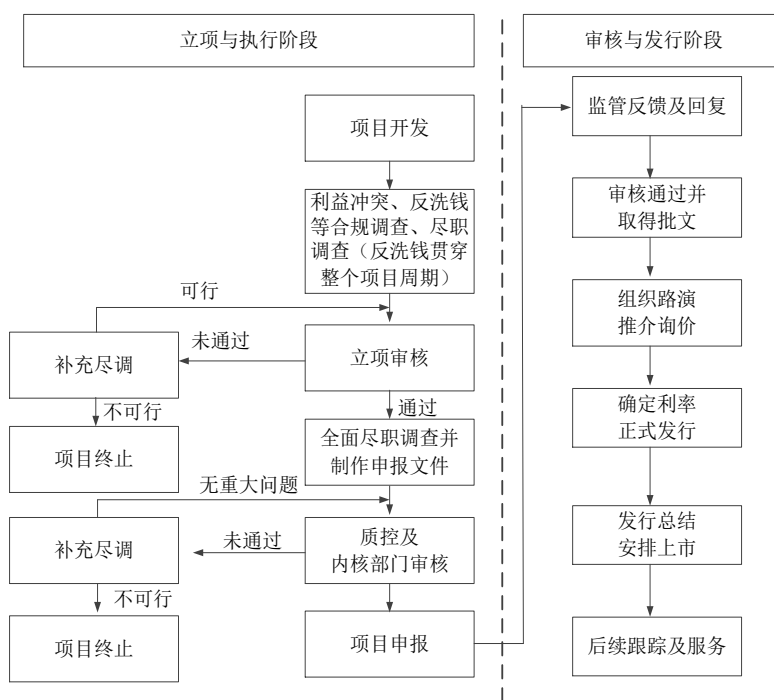 立项与执行阶段
审核与发行阶段
项目开发
利益冲突、反洗钱
等合规调查、尽职
调查（反洗钱贯穿
整个项目周期）
可行
立项审核
未通过
补充尽调
不可行
项目终止
通过
全面尽职调查并
制作申报文件
无重大问题
质控及
内核部门审核
未通过
补充尽调
不可行
项目终止
项目申报
监管反馈及回复
审核通过并
取得批文
组织路演
推介询价
确定利率
正式发行
发行总结
安排上市
后续跟踪及服务